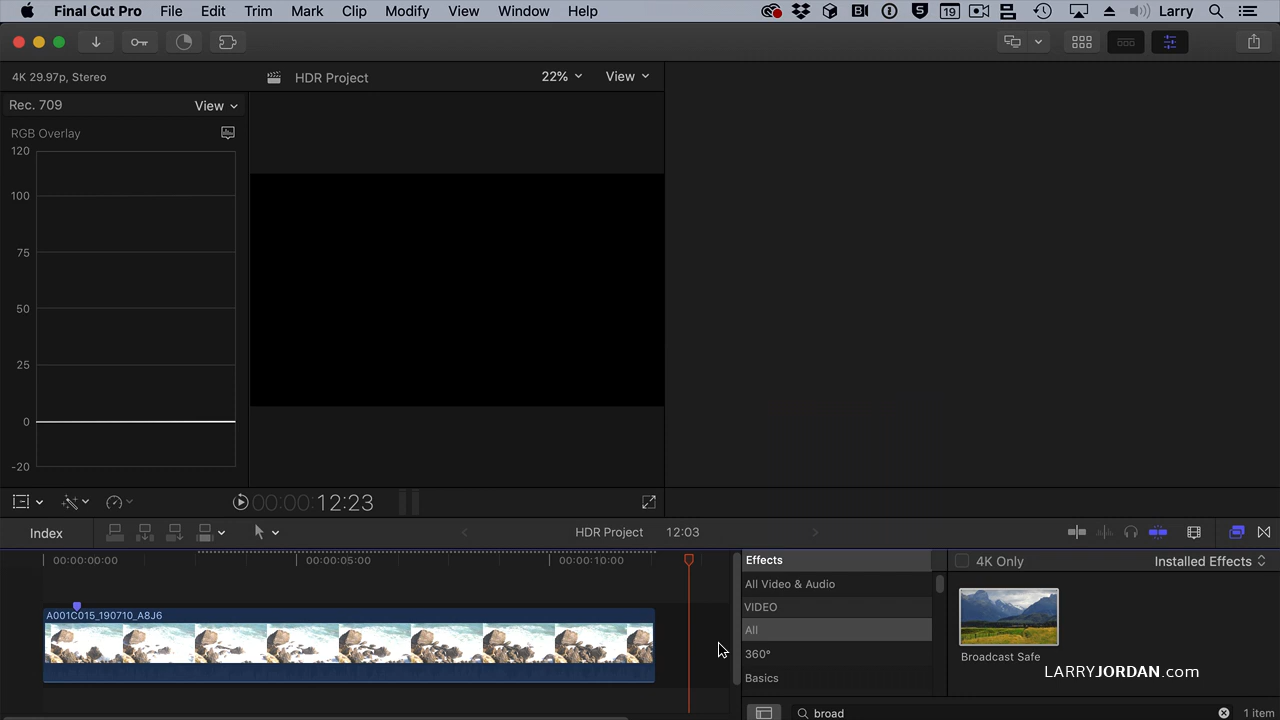 Final Cut Pro File Edit Trim Mark Clip Modify View Window Help 19 Larry
4K 29.97p, Stereo HDR Project 22% View
Rec. 709 View
RGB Overlay
120
100
75
50
25
0
-20
00:00:00:12:23
Index HDR Project 12:03
00:00:00:00 00:00:05:00 00:00:10:00
A001C015_190710_A8J6
Effects
All Video & Audio
VIDEO
All
360°
Basics
4K Only Installed Effects
Broadcast Safe
LARRYJORDAN.com
broad 1 item